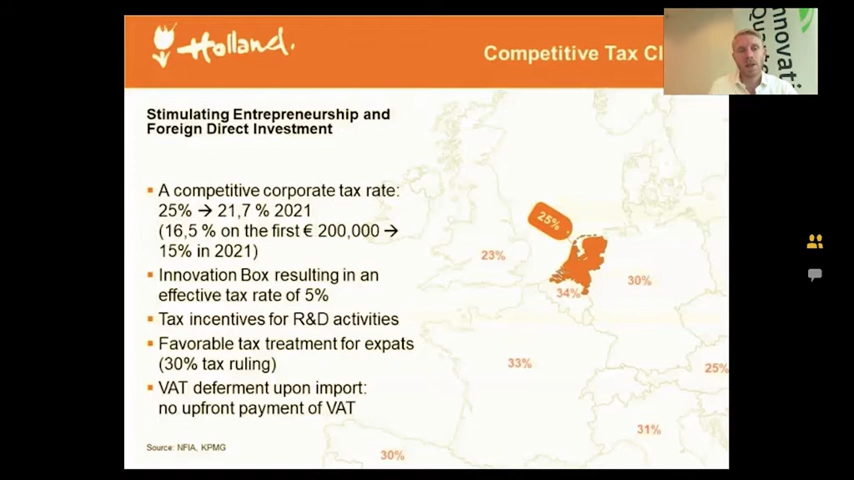 Holland.
Competitive Tax Cl
Innovati
Quarte
Stimulating Entrepreneurship and
Foreign Direct Investment
▪ A competitive corporate tax rate:
25% → 21,7 % 2021
(16,5 % on the first € 200,000 →
15% in 2021)
▪ Innovation Box resulting in an
effective tax rate of 5%
▪ Tax incentives for R&D activities
▪ Favorable tax treatment for expats
(30% tax ruling)
▪ VAT deferment upon import:
no upfront payment of VAT
Source: NFIA, KPMG
25%
23%
30%
34%
33%
25%
31%
30%